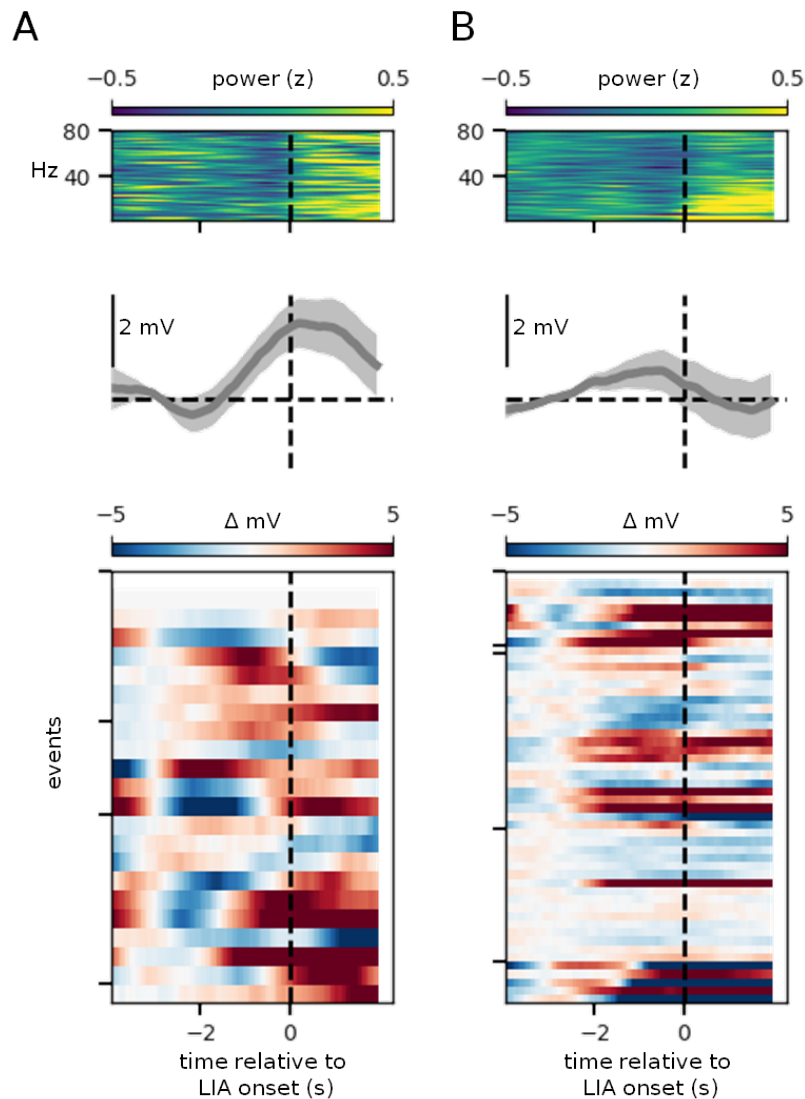 A
B
−0.5 power (z) 0.5
−0.5 power (z) 0.5
80
Hz 40
80
40
2 mV
2 mV
−5 Δ mV 5
−5 Δ mV 5
events
−2 0
−2 0
time relative to
LIA onset (s)
time relative to
LIA onset (s)